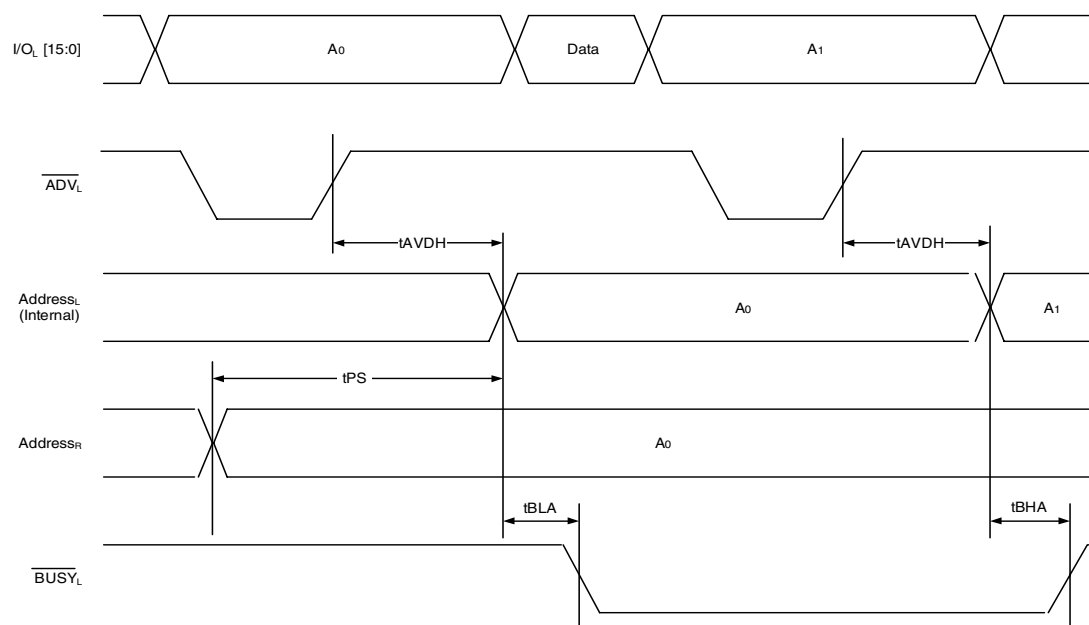 I/OL [15:0] A0 Data A1
ADVL
tAVDH tAVDH
AddressL
(Internal) A0 A1
tPS
AddressR A0
tBLA tBHA
BUSYL